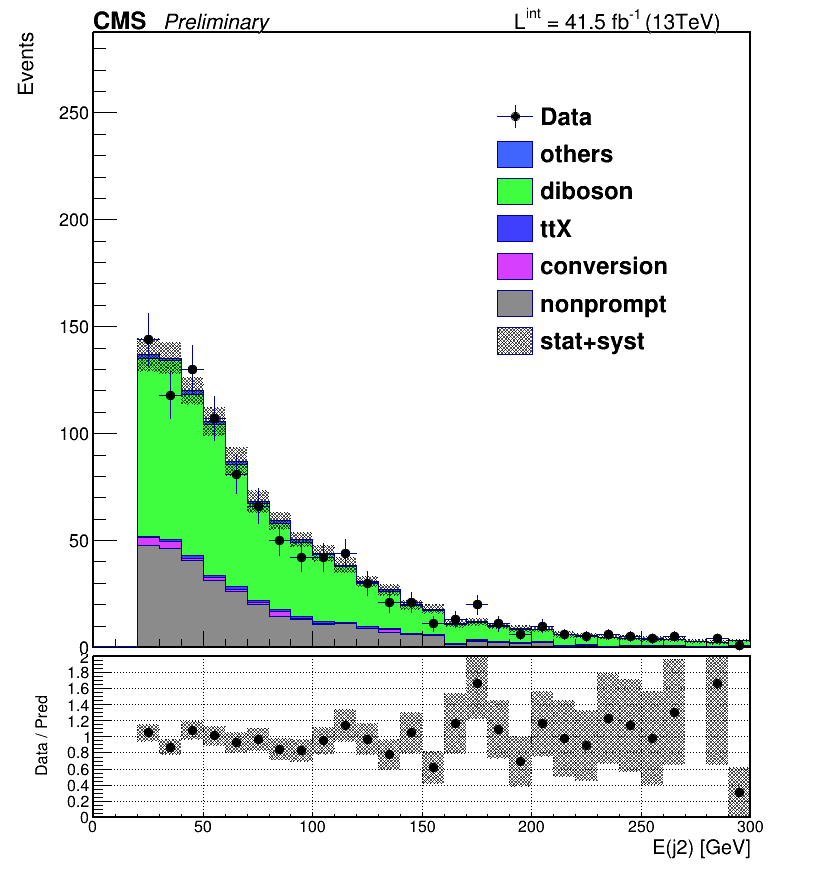 CMS Preliminary L^int = 41.5 fb^-1 (13TeV)
Events
250
200
150
100
50
0
Data
others
diboson
ttX
conversion
nonprompt
stat+syst
Data / Pred
2
1.8
1.6
1.4
1.2
1
0.8
0.6
0.4
0.2
0
0 50 100 150 200 250 300
E(j2) [GeV]